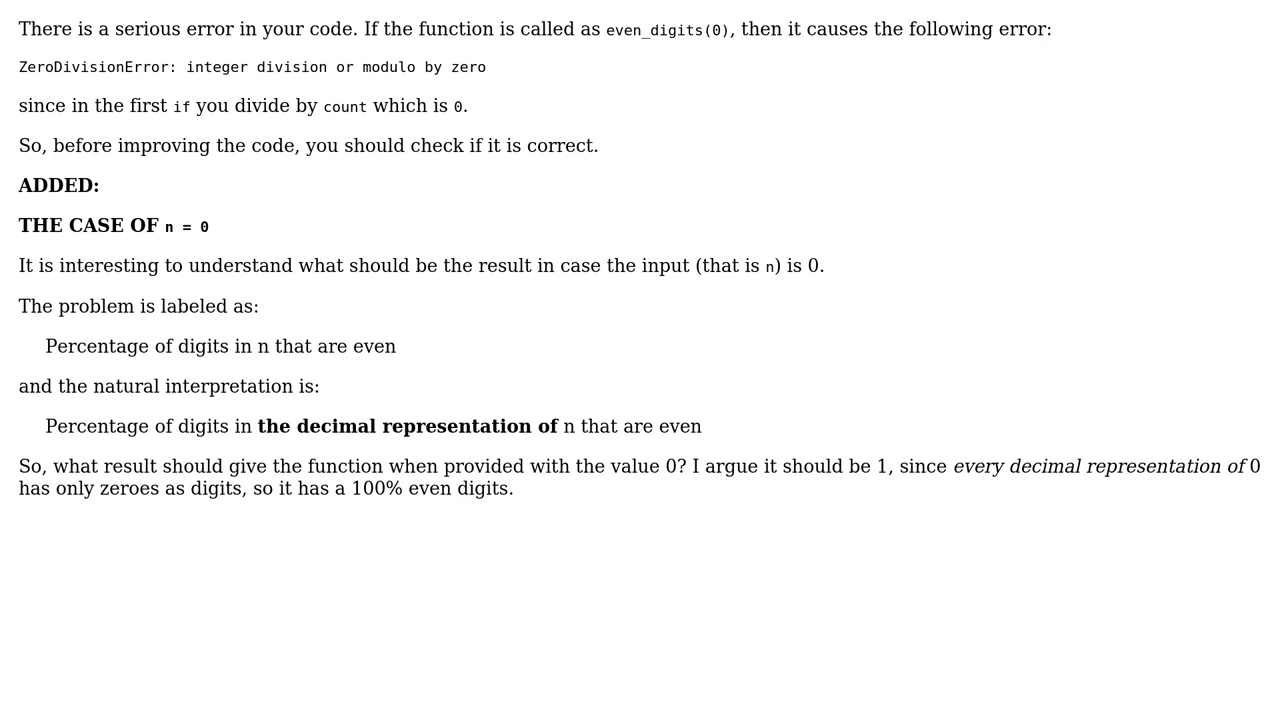 There is a serious error in your code. If the function is called as even_digits(0), then it causes the following error:
ZeroDivisionError: integer division or modulo by zero
since in the first if you divide by count which is 0.
So, before improving the code, you should check if it is correct.
ADDED:
THE CASE OF n = 0
It is interesting to understand what should be the result in case the input (that is n) is 0.
The problem is labeled as:
Percentage of digits in n that are even
and the natural interpretation is:
Percentage of digits in the decimal representation of n that are even
So, what result should give the function when provided with the value 0? I argue it should be 1, since every decimal representation of 0
has only zeroes as digits, so it has a 100% even digits.